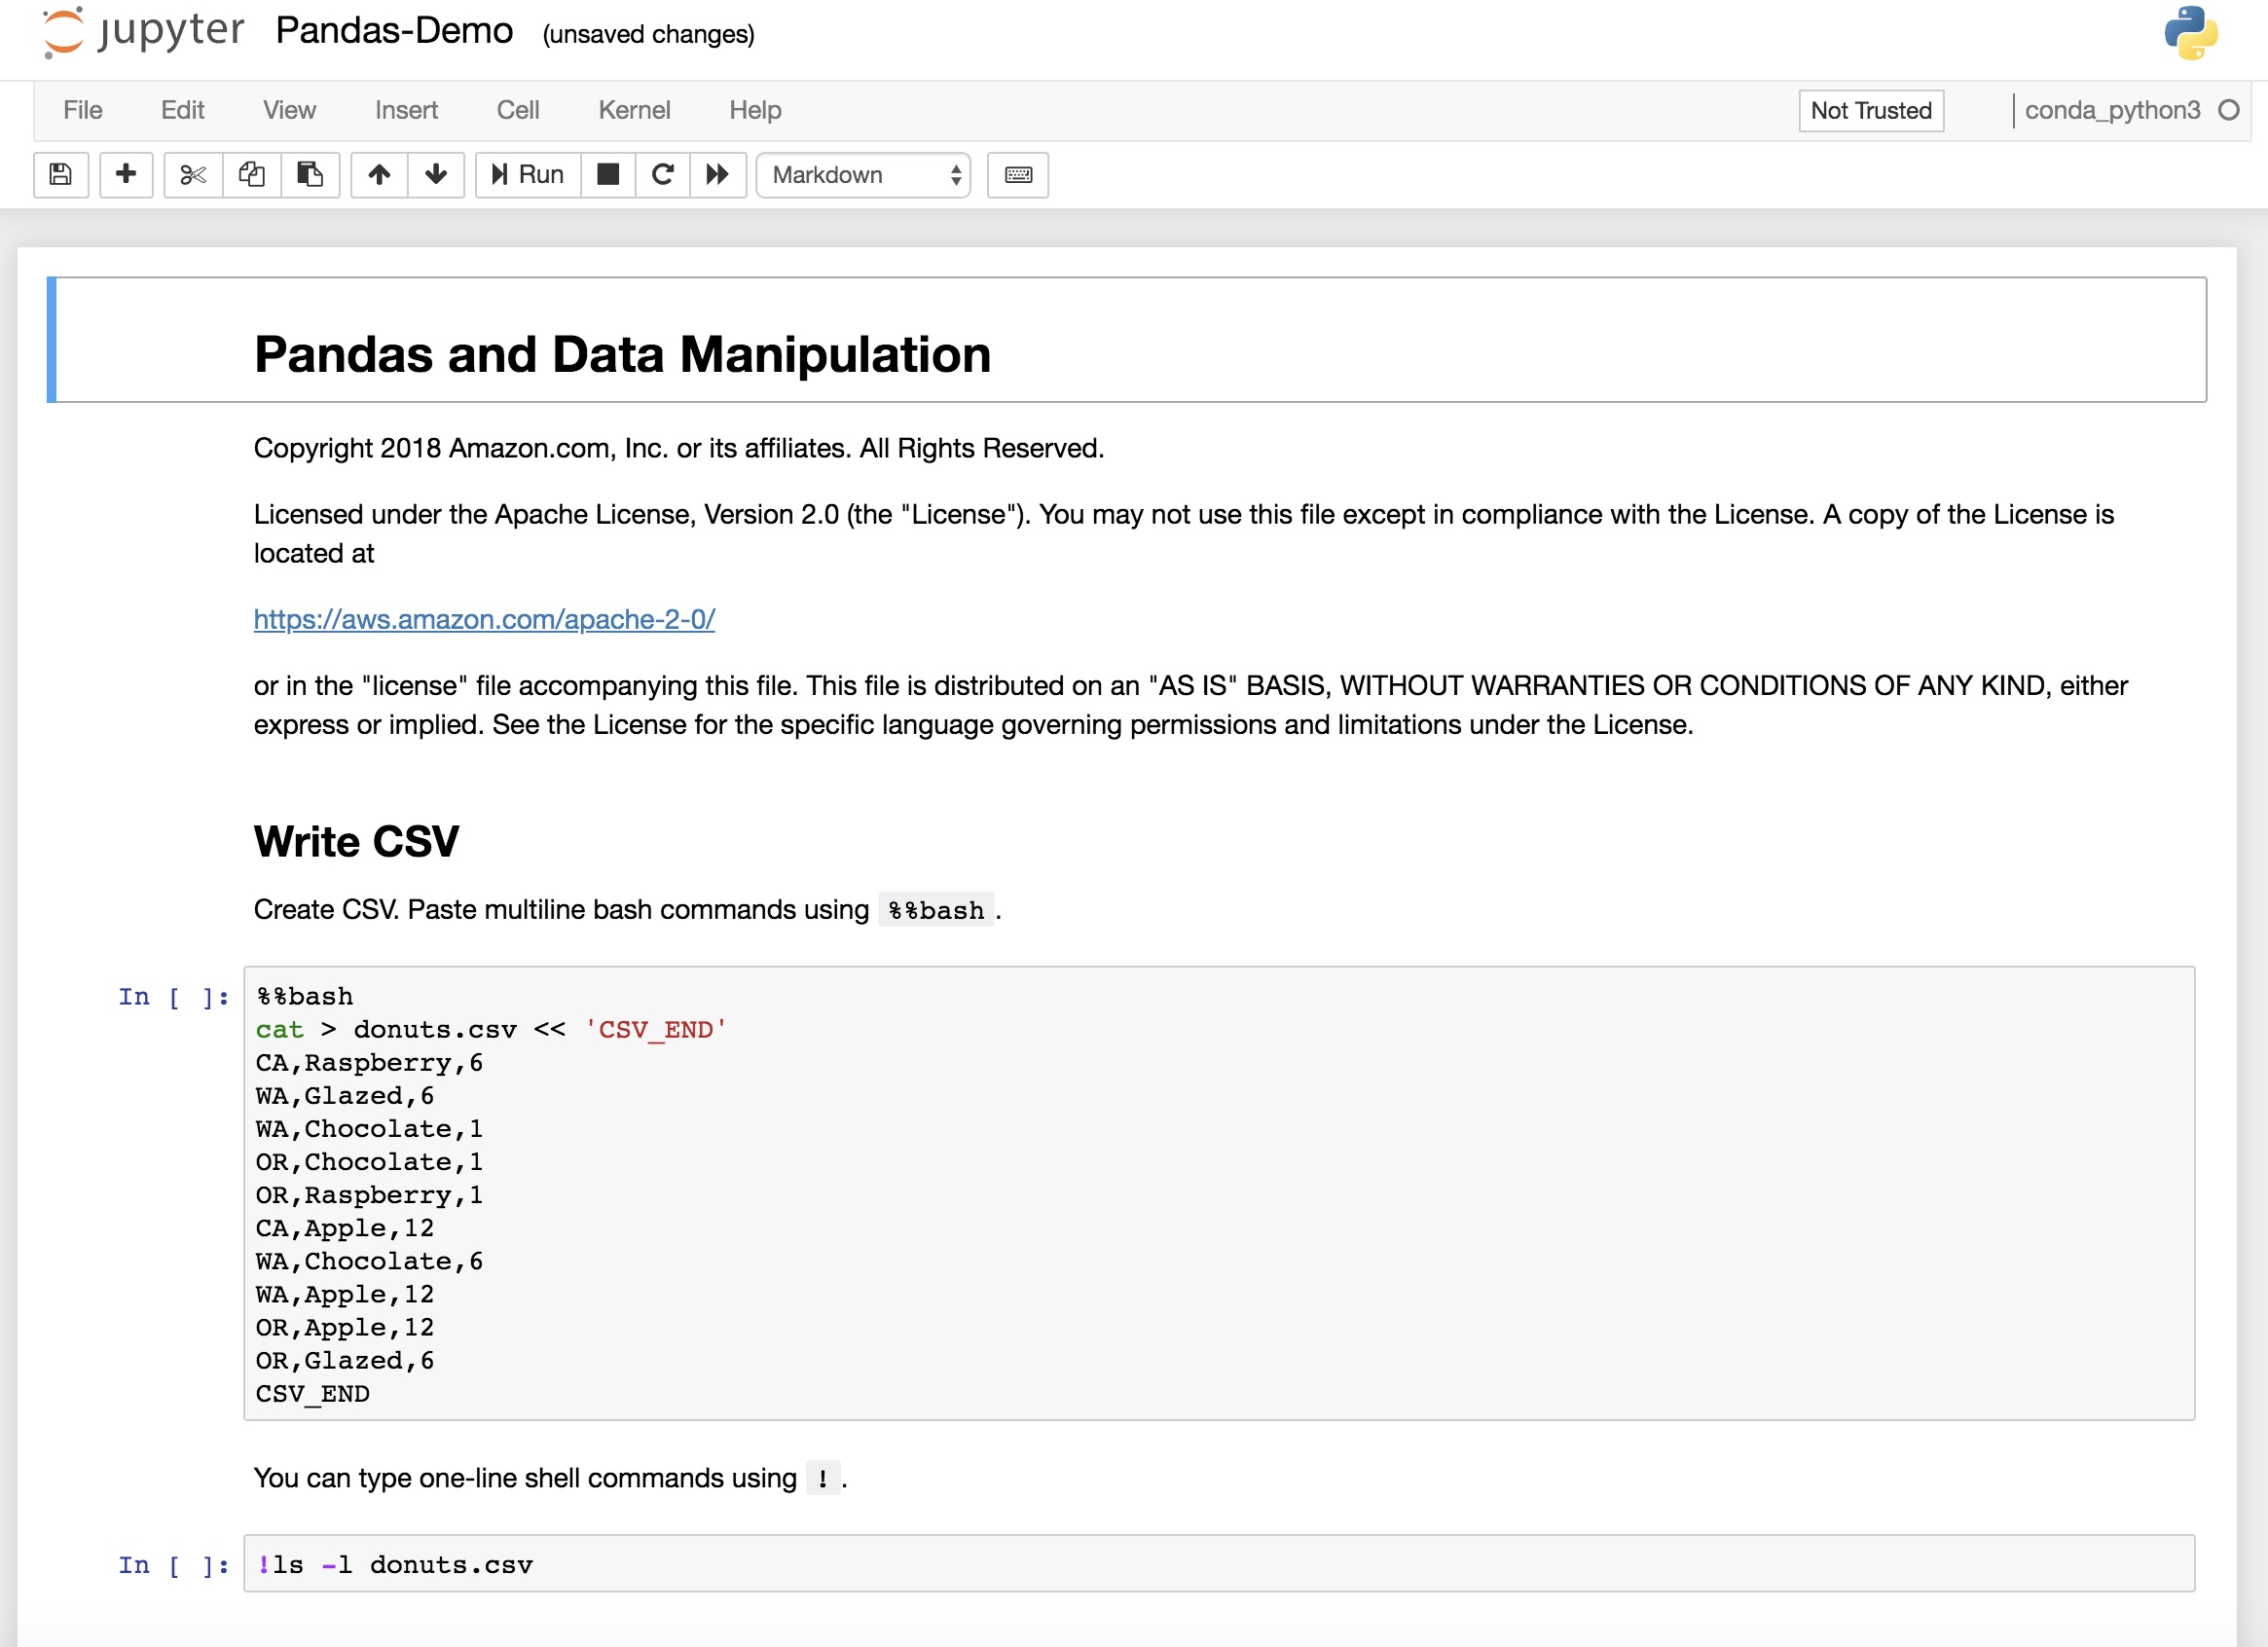 jupyter Pandas-Demo (unsaved changes)
File Edit View Insert Cell Kernel Help Not Trusted conda_python3
Run Markdown
Pandas and Data Manipulation
Copyright 2018 Amazon.com, Inc. or its affiliates. All Rights Reserved.
Licensed under the Apache License, Version 2.0 (the "License"). You may not use this file except in compliance with the License. A copy of the License is
located at
https://aws.amazon.com/apache-2-0/
or in the "license" file accompanying this file. This file is distributed on an "AS IS" BASIS, WITHOUT WARRANTIES OR CONDITIONS OF ANY KIND, either
express or implied. See the License for the specific language governing permissions and limitations under the License.
Write CSV
Create CSV. Paste multiline bash commands using %%bash.
In [ ]: %%bash
cat > donuts.csv << 'CSV_END'
CA,Raspberry,6
WA,Glazed,6
WA,Chocolate,1
OR,Chocolate,1
OR,Raspberry,1
CA,Apple,12
WA,Chocolate,6
WA,Apple,12
OR,Apple,12
OR,Glazed,6
CSV_END
You can type one-line shell commands using !.
In [ ]: !ls -l donuts.csv